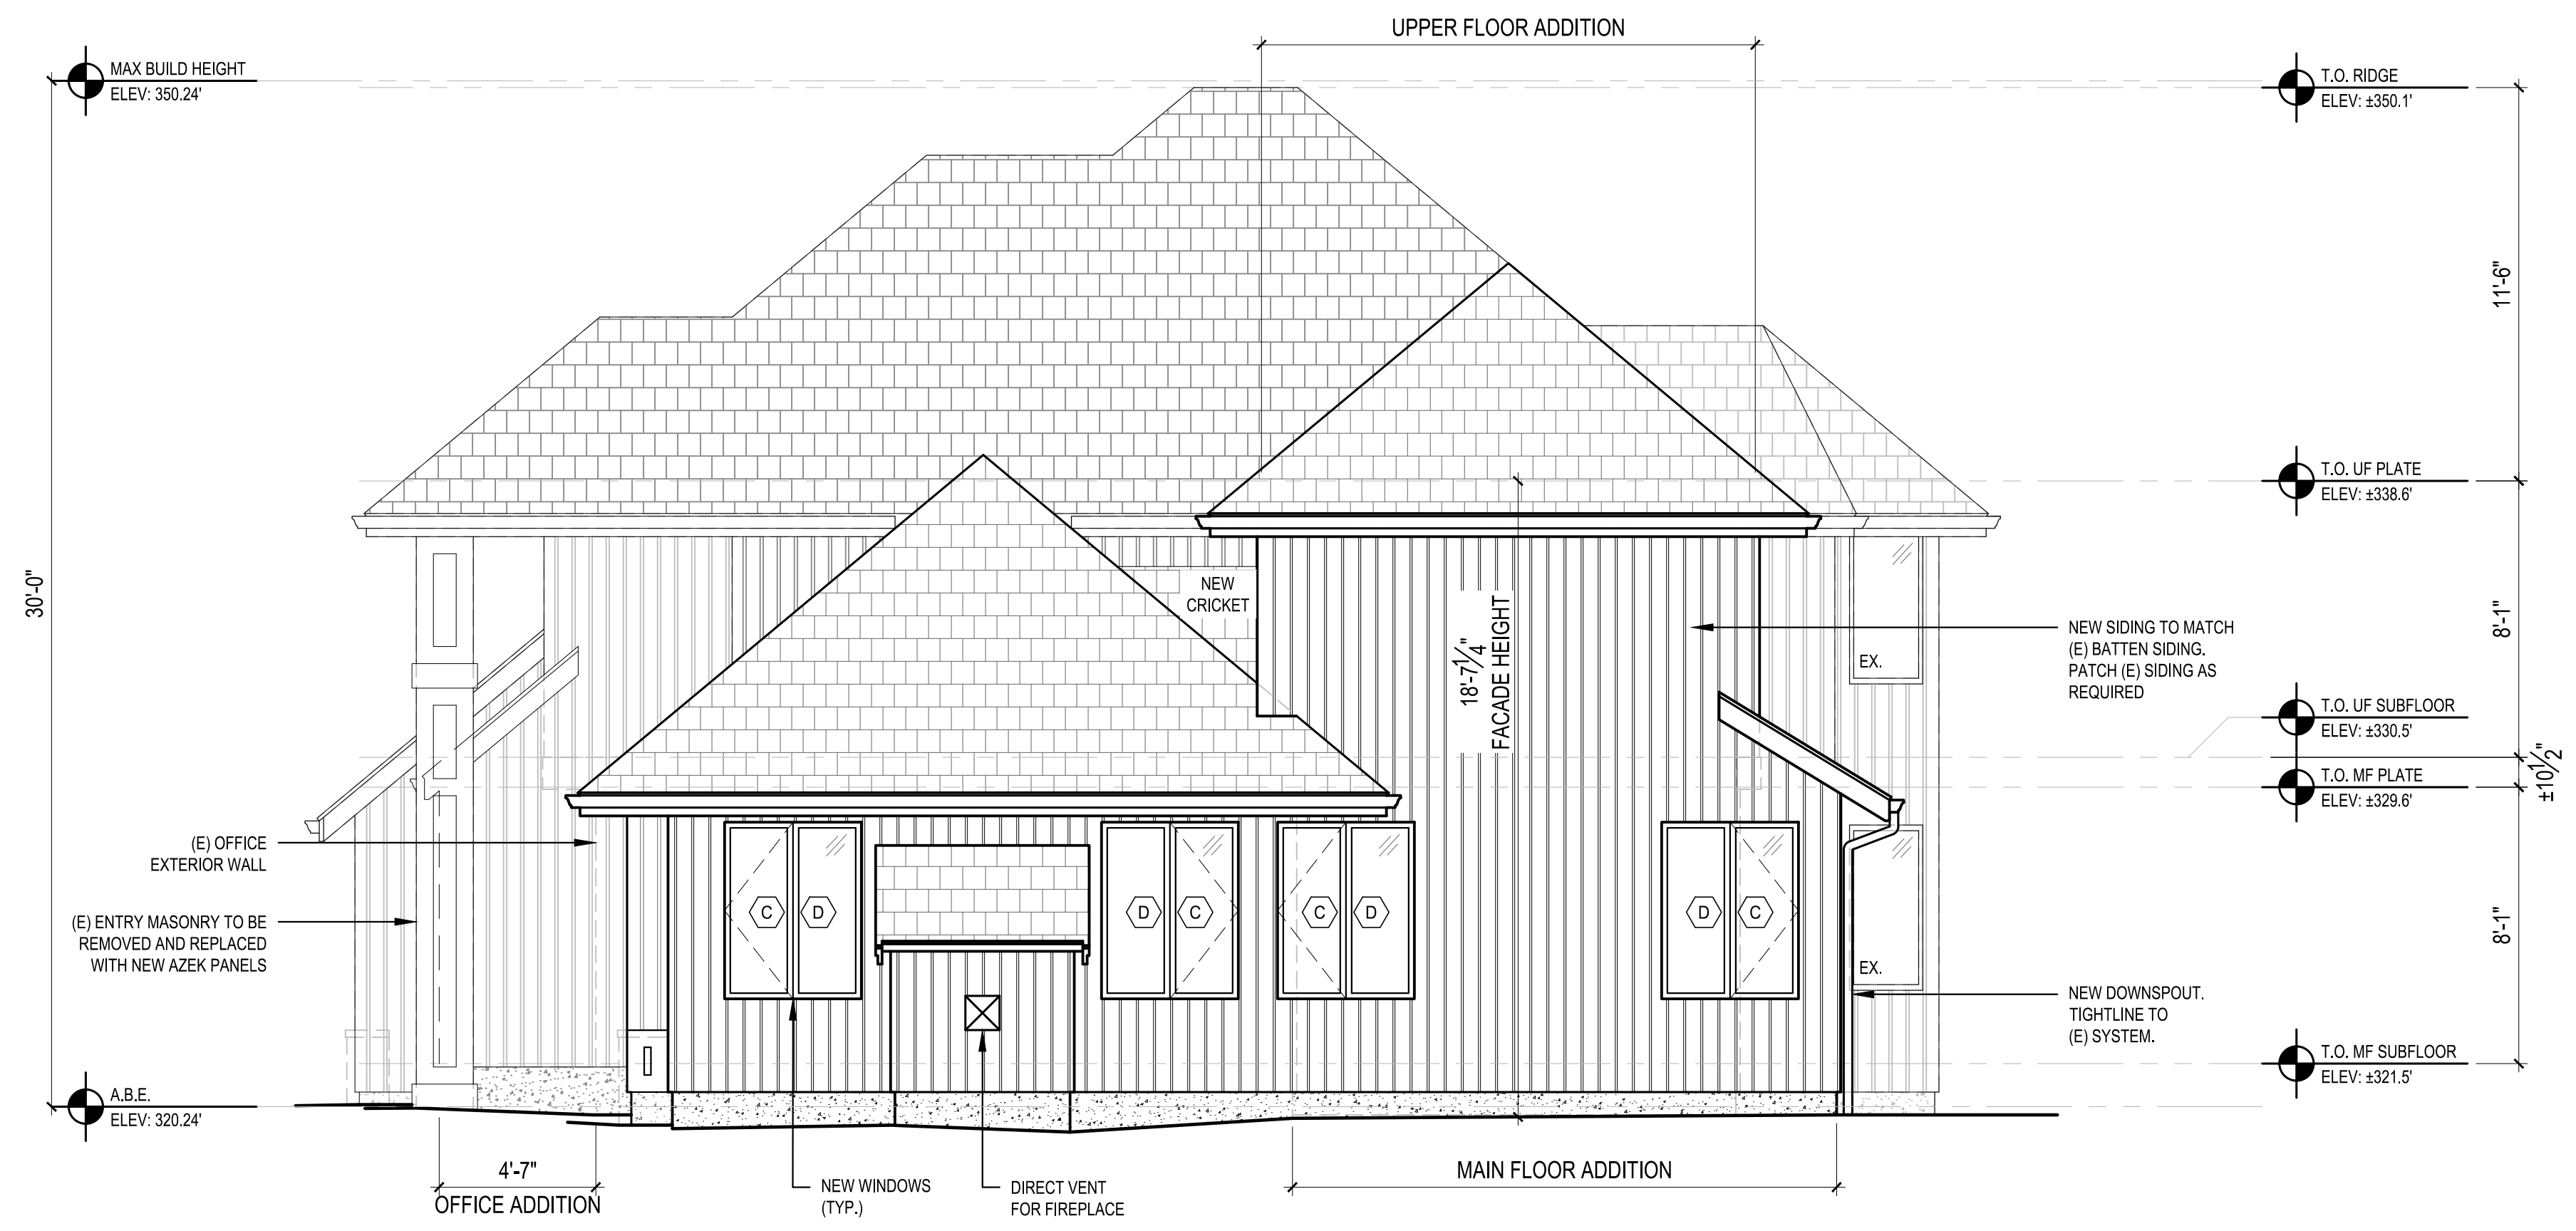 UPPER FLOOR ADDITION
MAX BUILD HEIGHT
ELEV: 350.24'
T.O. RIDGE
ELEV: ±350.1'
11'-6"
T.O. UF PLATE
ELEV: ±338.6'
30'-0"
NEW
CRICKET
18'-7 1/4"
FACADE HEIGHT
8'-1"
NEW SIDING TO MATCH
(E) BATTEN SIDING.
PATCH (E) SIDING AS
REQUIRED
EX.
T.O. UF SUBFLOOR
ELEV: ±330.5'
±10 1/2"
T.O. MF PLATE
ELEV: ±329.6'
(E) OFFICE
EXTERIOR WALL
(E) ENTRY MASONRY TO BE
REMOVED AND REPLACED
WITH NEW AZEK PANELS
C D D C C D D C
8'-1"
EX.
NEW DOWNSPOUT.
TIGHTLINE TO
(E) SYSTEM.
T.O. MF SUBFLOOR
ELEV: ±321.5'
A.B.E.
ELEV: 320.24'
4'-7"
OFFICE ADDITION
NEW WINDOWS
(TYP.)
DIRECT VENT
FOR FIREPLACE
MAIN FLOOR ADDITION